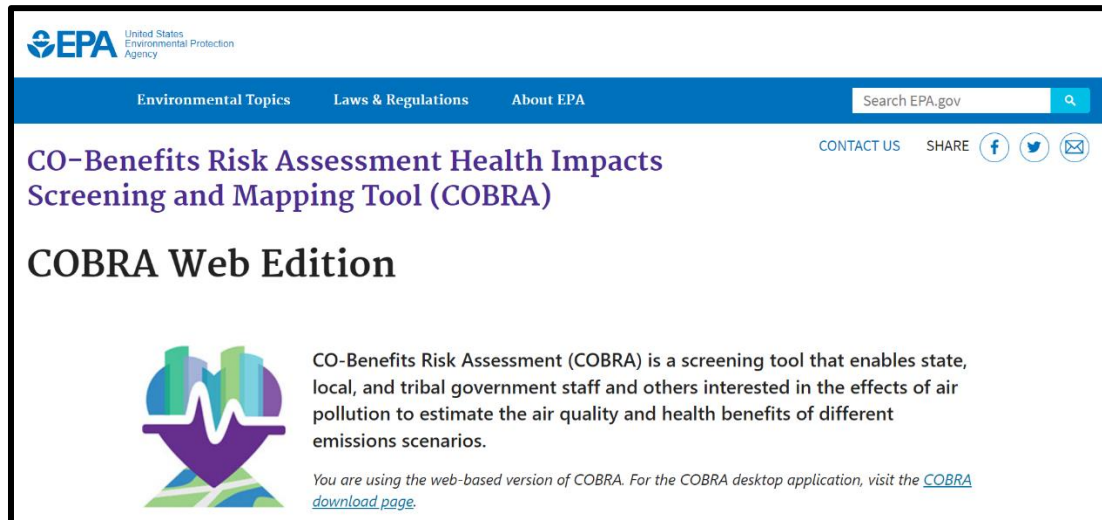 EPA
United States
Environmental Protection
Agency
Environmental Topics Laws & Regulations About EPA Search EPA.gov
CONTACT US SHARE
CO-Benefits Risk Assessment Health Impacts
Screening and Mapping Tool (COBRA)
COBRA Web Edition
CO-Benefits Risk Assessment (COBRA) is a screening tool that enables state,
local, and tribal government staff and others interested in the effects of air
pollution to estimate the air quality and health benefits of different
emissions scenarios.
You are using the web-based version of COBRA. For the COBRA desktop application, visit the COBRA
download page.